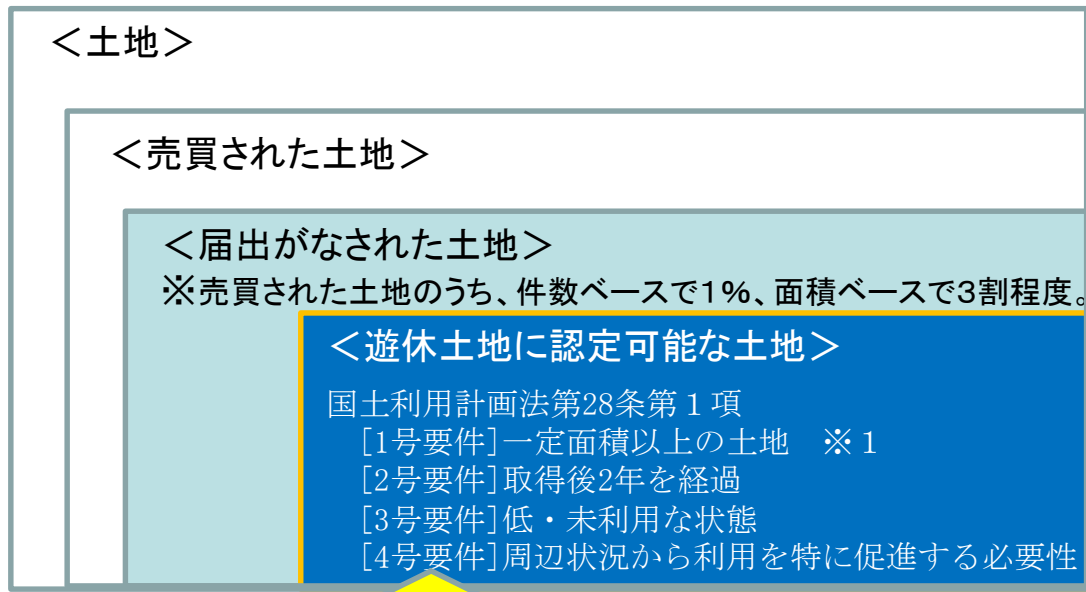 ＜土地＞
＜売買された土地＞
＜届出がなされた土地＞
※売買された土地のうち、件数ベースで1％、面積ベースで3割程度。
＜遊休土地に認定可能な土地＞
国土利用計画法第28条第１項
[1号要件]一定面積以上の土地　※１
[2号要件]取得後2年を経過
[3号要件]低・未利用な状態
[4号要件]周辺状況から利用を特に促進する必要性